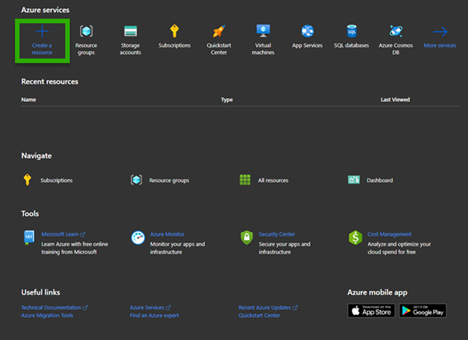 Azure services
Create a
resource
Resource
groups
Storage
accounts
Subscriptions
Quickstart
Center
Virtual
machines
App Services
SQL databases
Azure Cosmos
DB
More services
Recent resources
Name Type Last Viewed
Navigate
Subscriptions Resource groups All resources Dashboard
Tools
Microsoft Learn
Learn Azure with free online
training from Microsoft
Azure Monitor
Monitor your apps and
infrastructure
Security Center
Secure your apps and
infrastructure
Cost Management
Analyze and optimize your
cloud spend for free
Useful links
Technical Documentation
Azure Migration Tools
Azure Services
Find an Azure expert
Recent Azure Updates
Quickstart Center
Azure mobile app
Download on the
App Store
GET IT ON
Google Play